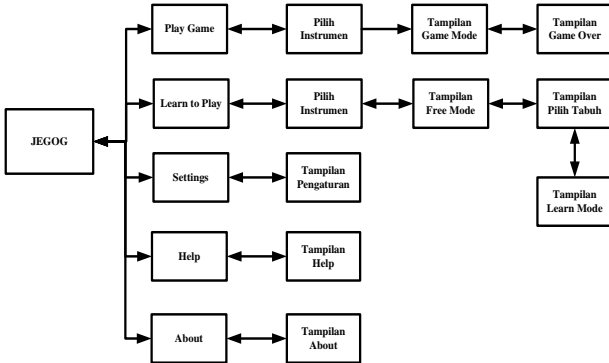 Play Game
Pilih
Instrumen
Tampilan
Game Mode
Tampilan
Game Over
Learn to Play
Pilih
Instrumen
Tampilan
Free Mode
Tampilan
Pilih Tabuh
JEGOG
Settings
Tampilan
Pengaturan
Tampilan
Learn Mode
Help
Tampilan
Help
About
Tampilan
About